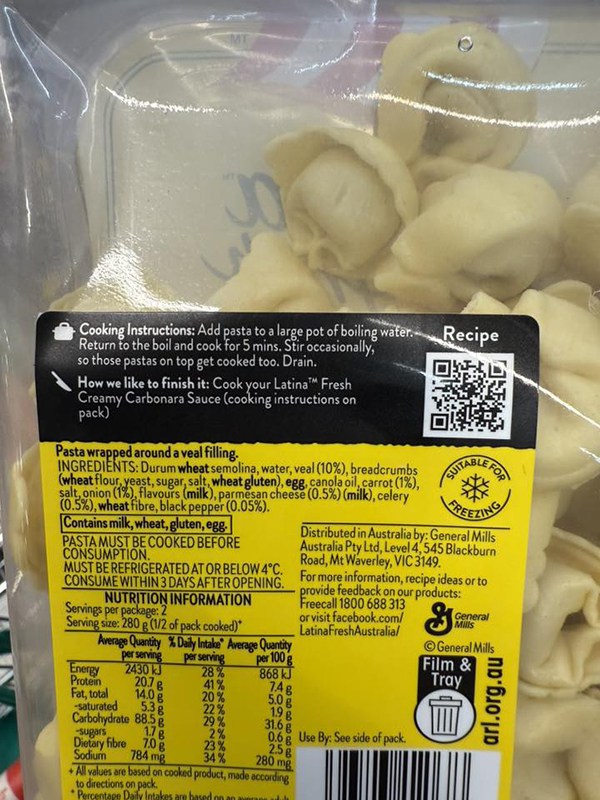 Cooking Instructions: Add pasta to a large pot of boiling water.
Return to the boil and cook for 5 mins. Stir occasionally,
so those pastas on top get cooked too. Drain.
How we like to finish it: Cook your Latina™ Fresh
Creamy Carbonara Sauce (cooking instructions on
pack)
Recipe
Pasta wrapped around a veal filling.
INGREDIENTS: Durum wheat semolina, water, veal (10%), breadcrumbs
(wheat flour, yeast, sugar, salt, wheat gluten), egg, canola oil, carrot (1%),
salt, onion (1%), flavours (milk), parmesan cheese (0.5%) (milk), celery
(0.5%), wheat fibre, black pepper (0.05%).
Contains milk, wheat, gluten, egg.
PASTA MUST BE COOKED BEFORE
CONSUMPTION.
MUST BE REFRIGERATED AT OR BELOW 4°C.
CONSUME WITHIN 3 DAYS AFTER OPENING.
SUITABLE FOR
FREEZING
NUTRITION INFORMATION
Servings per package: 2
Serving size: 280 g (1/2 of pack cooked)+
Average Quantity % Daily Intake* Average Quantity
per serving per serving per 100 g
Energy 2430 kJ 28% 868 kJ
Protein 20.7 g 41% 7.4 g
Fat, total 14.0 g 20% 5.0 g
-saturated 5.3 g 22% 1.9 g
Carbohydrate 88.5 g 29% 31.6 g
-sugars 1.7 g 2% 0.6 g
Dietary fibre 7.0 g 23% 2.5 g
Sodium 784 mg 34% 280 mg
+ All values are based on cooked product, made according
to directions on pack.
* Percentage Daily Intakes are based on an average adult
Distributed in Australia by: General Mills
Australia Pty Ltd, Level 4, 545 Blackburn
Road, Mt Waverley, VIC 3149.
For more information, recipe ideas or to
provide feedback on our products:
Freecall 1800 688 313
or visit facebook.com/
LatinaFreshAustralia/
General
Mills
© General Mills
Film &
Tray
arl.org.au
Use By: See side of pack.